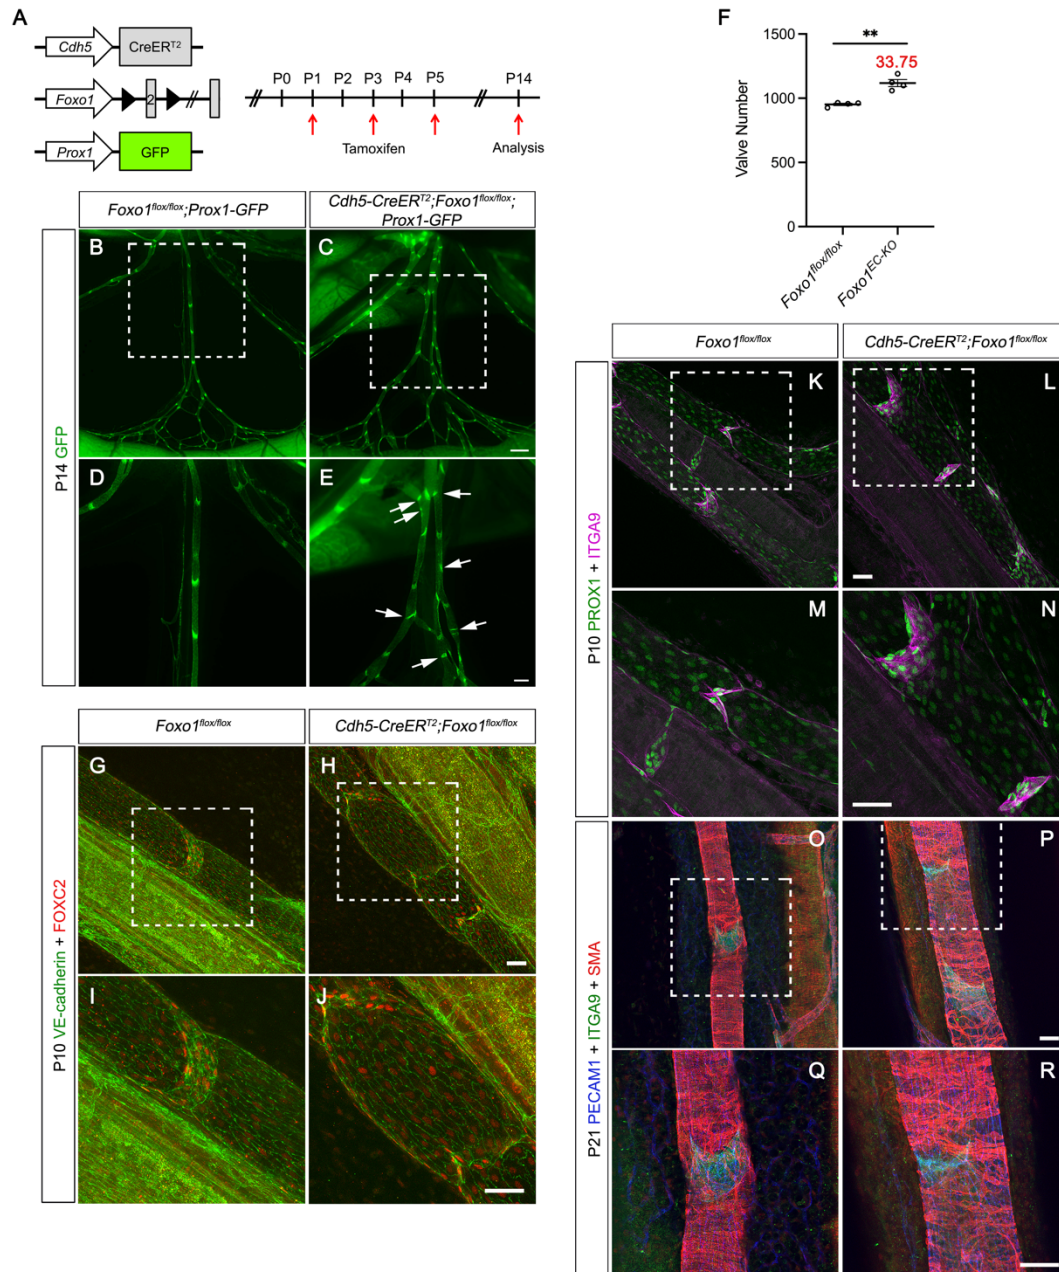 A
Cdh5
CreERT2
Foxo1
2
Prox1
GFP
P0 P1 P2 P3 P4 P5 P14
Tamoxifen
Analysis
F
**
33.75
1500
1000
500
0
Valve Number
Foxo1flox/flox
Foxo1EC-KO
Foxo1flox/flox;Prox1-GFP
Cdh5-CreERT2;Foxo1flox/flox;
Prox1-GFP
P14 GFP
B
C
D
E
Foxo1flox/flox
Cdh5-CreERT2;Foxo1flox/flox
P10 VE-cadherin + FOXC2
G
H
I
J
Foxo1flox/flox
Cdh5-CreERT2;Foxo1flox/flox
P10 PROX1 + ITGA9
K
L
M
N
P21 PECAM1 + ITGA9 + SMA
O
P
Q
R